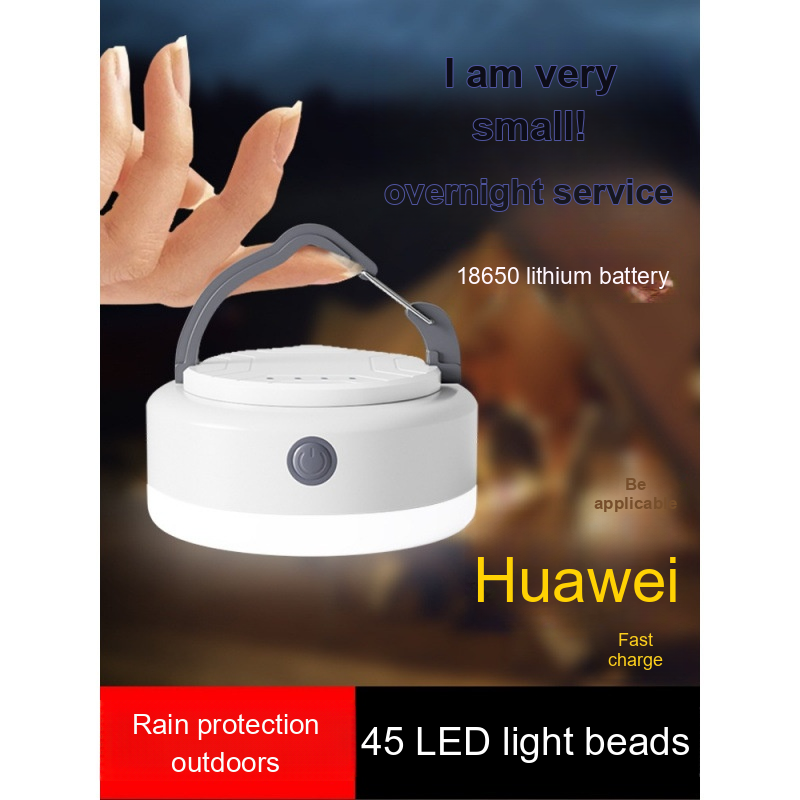 I am very
small!
overnight service
18650 lithium battery
Be
applicable
Huawei
Fast
charge
Rain protection
outdoors
45 LED light beads